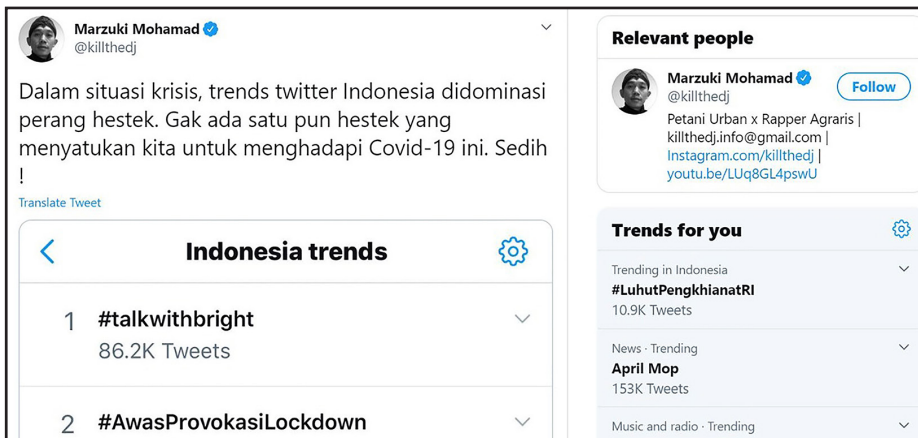 Marzuki Mohamad
@killthedj
Dalam situasi krisis, trends twitter Indonesia didominasi
perang hestek. Gak ada satu pun hestek yang
menyatukan kita untuk menghadapi Covid-19 ini. Sedih
!
Translate Tweet
Indonesia trends
1 #talkwithbright
86.2K Tweets
2 #AwasProvokasiLockdown
Relevant people
Marzuki Mohamad
@killthedj
Follow
Petani Urban x Rapper Agraris |
killthedj.info@gmail.com |
Instagram.com/killthedj |
youtu.be/LUq8GL4pswU
Trends for you
Trending in Indonesia
#LuhutPengkhianatRI
10.9K Tweets
News · Trending
April Mop
153K Tweets
Music and radio · Trending